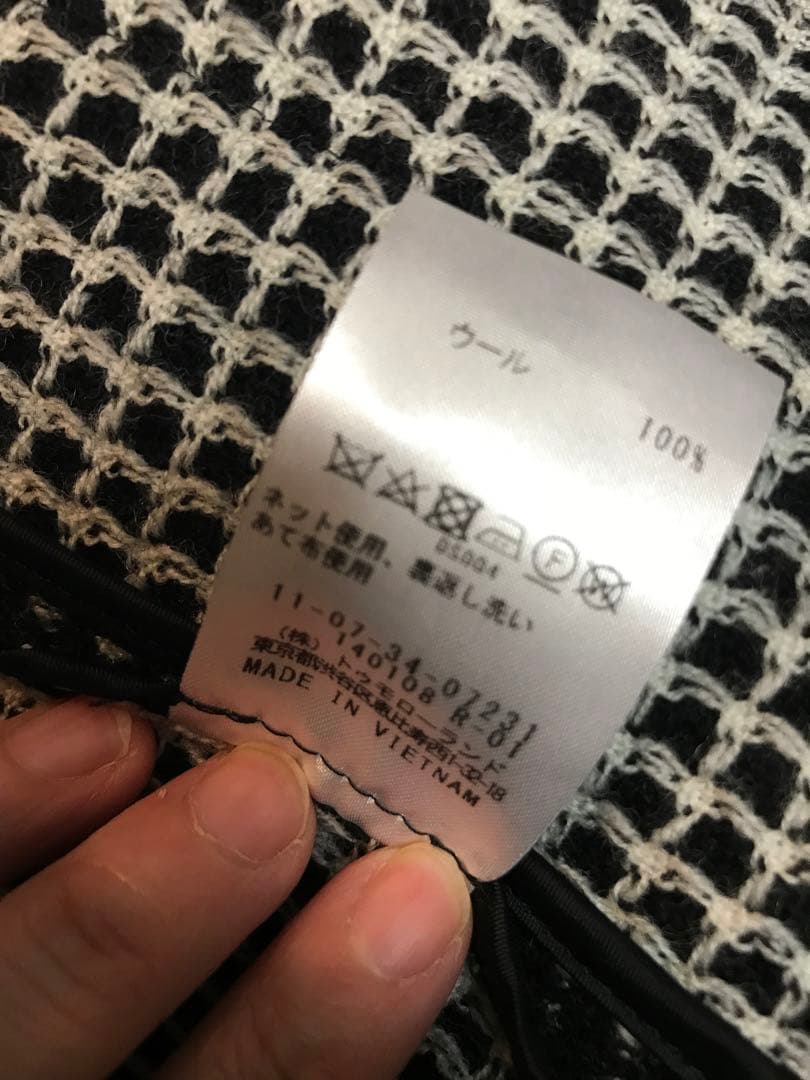 ウール
100%
05004
F
W
ネット使用、裏返し洗い
あて布使用
11-07-34-07231
140108 R-01
(株)トゥモローランド
東京都渋谷区恵比寿西1-32-18
MADE IN VIETNAM